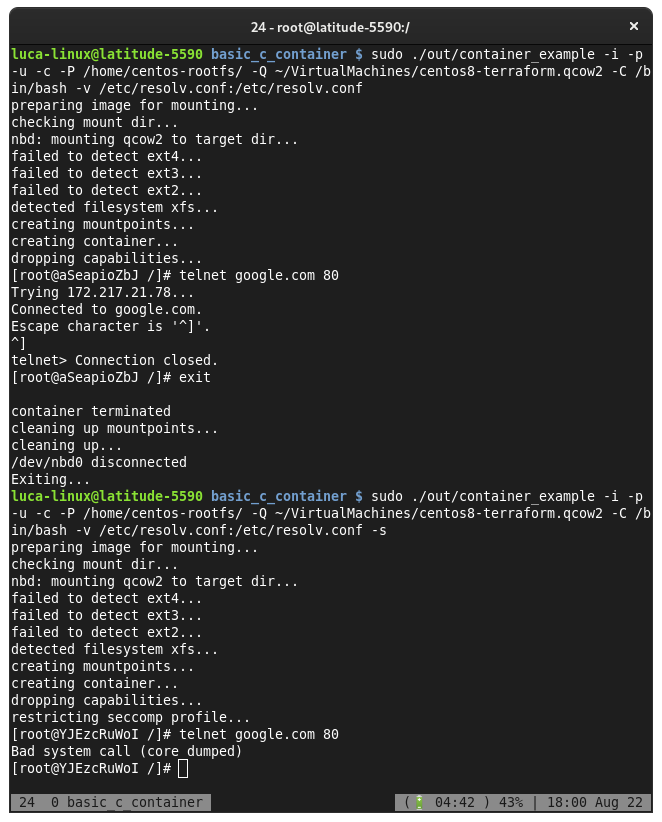 24 - root@latitude-5590:/
×
luca-linux@latitude-5590 basic_c_container $ sudo ./out/container_example -i -p
-u -c -P /home/centos-rootfs/ -Q ~/VirtualMachines/centos8-terraform.qcow2 -C /b
in/bash -v /etc/resolv.conf:/etc/resolv.conf
preparing image for mounting...
checking mount dir...
nbd: mounting qcow2 to target dir...
failed to detect ext4...
failed to detect ext3...
failed to detect ext2...
detected filesystem xfs...
creating mountpoints...
creating container...
dropping capabilities...
[root@aSeapioZbJ /]# telnet google.com 80
Trying 172.217.21.78...
Connected to google.com.
Escape character is '^]'.
^]
telnet> Connection closed.
[root@aSeapioZbJ /]# exit
container terminated
cleaning up mountpoints...
cleaning up...
/dev/nbd0 disconnected
Exiting...
luca-linux@latitude-5590 basic_c_container $ sudo ./out/container_example -i -p
-u -c -P /home/centos-rootfs/ -Q ~/VirtualMachines/centos8-terraform.qcow2 -C /b
in/bash -v /etc/resolv.conf:/etc/resolv.conf -s
preparing image for mounting...
checking mount dir...
nbd: mounting qcow2 to target dir...
failed to detect ext4...
failed to detect ext3...
failed to detect ext2...
detected filesystem xfs...
creating mountpoints...
creating container...
dropping capabilities...
restricting seccomp profile...
[root@YJEzcRuWoI /]# telnet google.com 80
Bad system call (core dumped)
[root@YJEzcRuWoI /]#
24 0 basic_c_container (🔋 04:42 ) 43% | 18:00 Aug 22